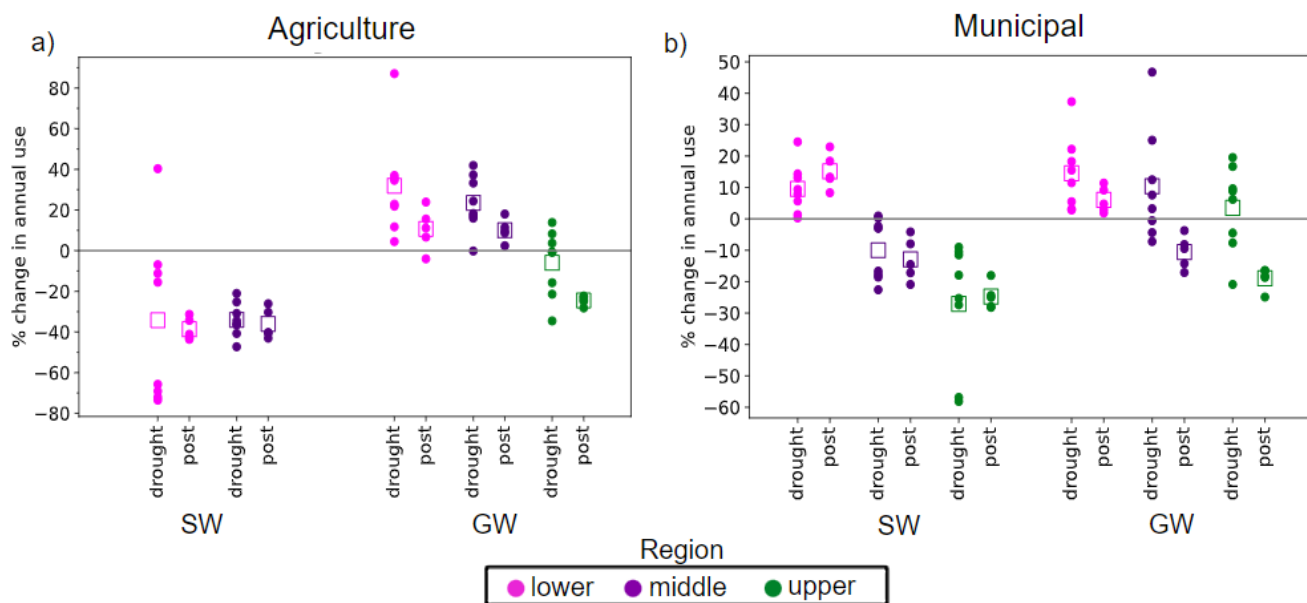 a)
Agriculture
% change in annual use
80
60
40
20
0
−20
−40
−60
−80
drought
post
drought
post
drought
post
drought
post
drought
post
SW
GW
b)
Municipal
% change in annual use
50
40
30
20
10
0
−10
−20
−30
−40
−50
−60
drought
post
drought
post
drought
post
drought
post
drought
post
drought
post
SW
GW
Region
lower
middle
upper